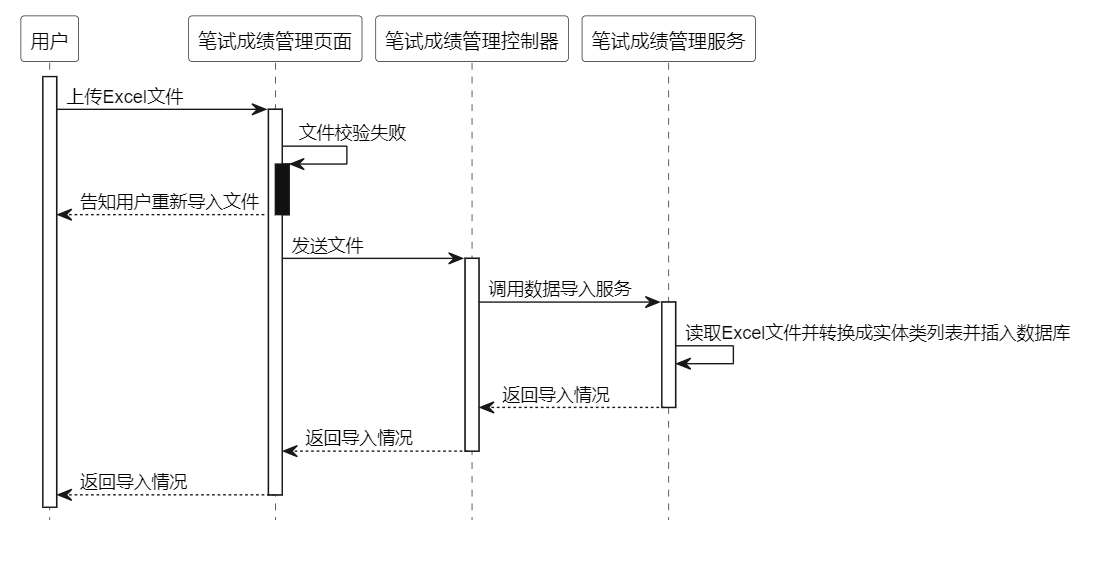 用户
笔试成绩管理页面
笔试成绩管理控制器
笔试成绩管理服务
上传Excel文件
文件校验失败
告知用户重新导入文件
发送文件
调用数据导入服务
读取Excel文件并转换成实体类列表并插入数据库
返回导入情况
返回导入情况
返回导入情况